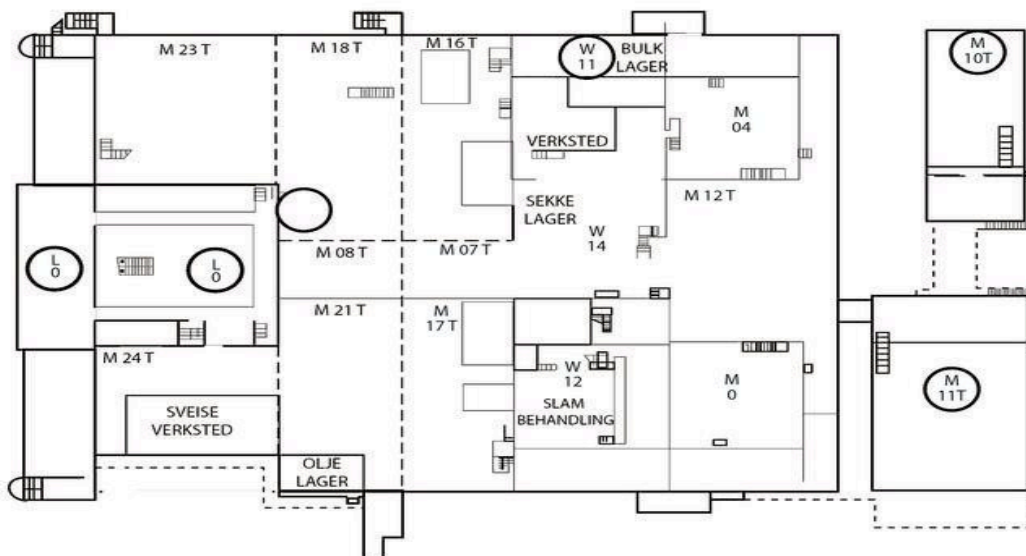 M 23 T
M 18 T
M 16 T
W
11
BULK
LAGER
M
10T
M
04
VERKSTED
M 12 T
SEKKE
LAGER
W
14
M 08 T
M 07 T
L
0
L
0
M 21 T
M
17 T
M 24 T
W
12
M
0
M
11T
SLAM
BEHANDLING
SVEISE
VERKSTED
OLJE
LAGER